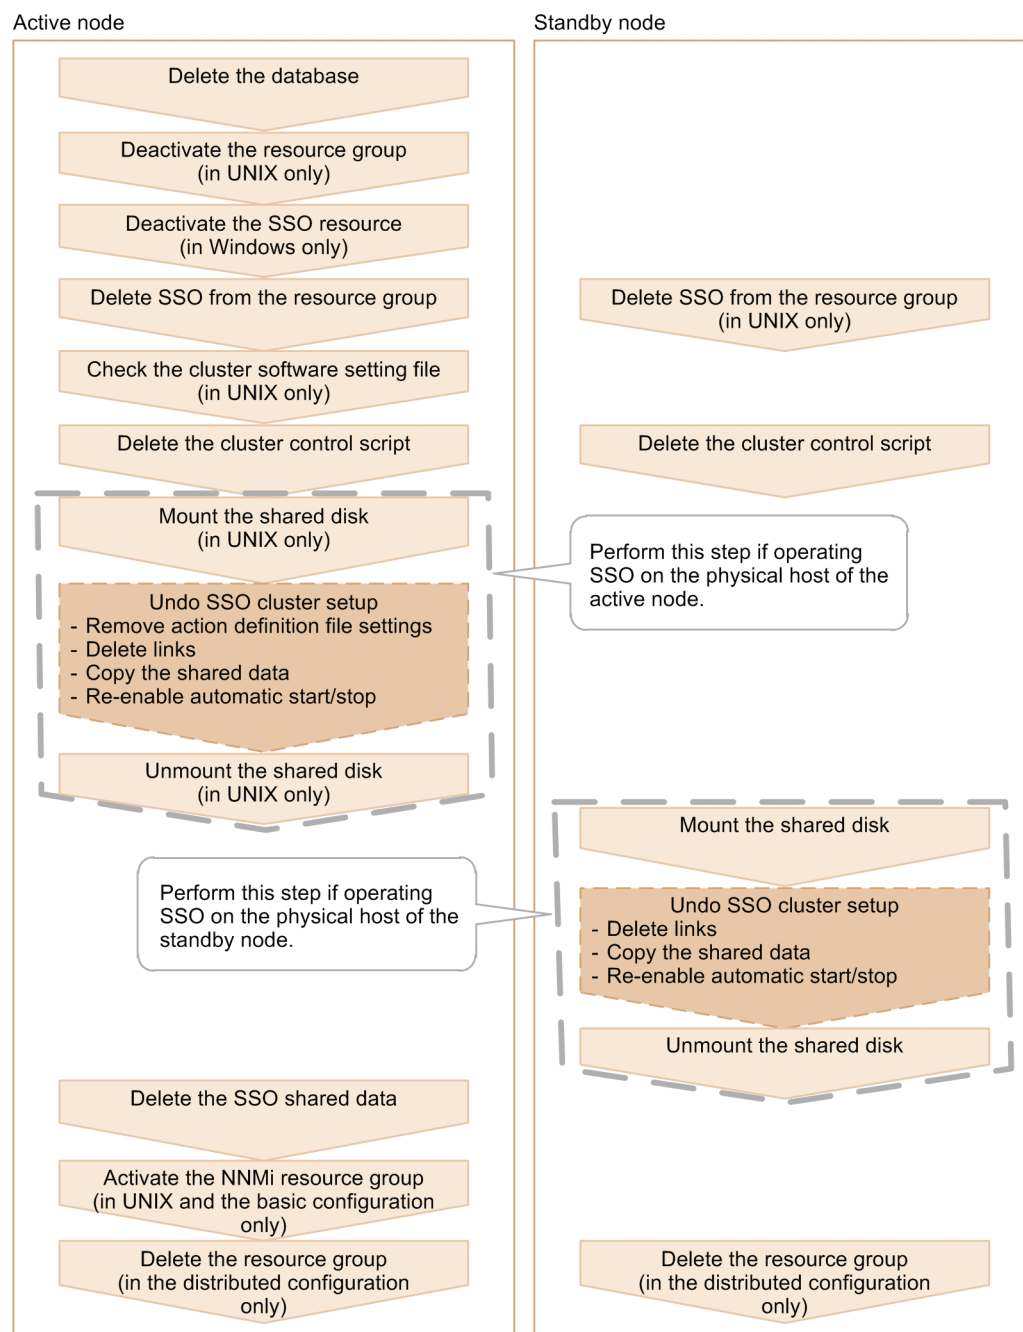 Active node
Delete the database
Deactivate the resource group
(in UNIX only)
Deactivate the SSO resource
(in Windows only)
Delete SSO from the resource group
Check the cluster software setting file
(in UNIX only)
Delete the cluster control script
Mount the shared disk
(in UNIX only)
Undo SSO cluster setup
- Remove action definition file settings
- Delete links
- Copy the shared data
- Re-enable automatic start/stop
Unmount the shared disk
(in UNIX only)
Perform this step if operating
SSO on the physical host of the
standby node.
Delete the SSO shared data
Activate the NNMi resource group
(in UNIX and the basic configuration
only)
Delete the resource group
(in the distributed configuration
only)
Standby node
Delete SSO from the resource group
(in UNIX only)
Delete the cluster control script
Perform this step if operating
SSO on the physical host of the
active node.
Mount the shared disk
Undo SSO cluster setup
- Delete links
- Copy the shared data
- Re-enable automatic start/stop
Unmount the shared disk
Delete the resource group
(in the distributed configuration
only)